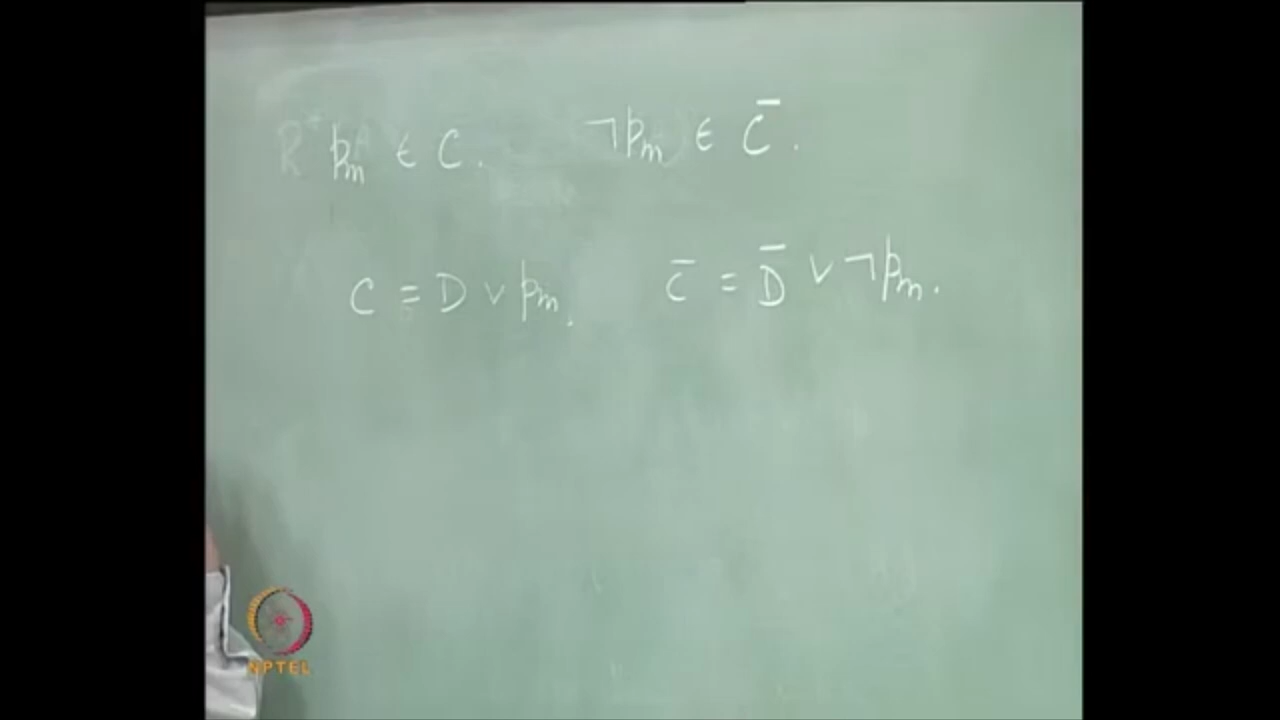 pₘ ∈ C. ¬pₘ ∈ C̄.
C ≡ D ∨ pₘ. C̄ ≡ D̄ ∨ ¬pₘ.
NPTEL